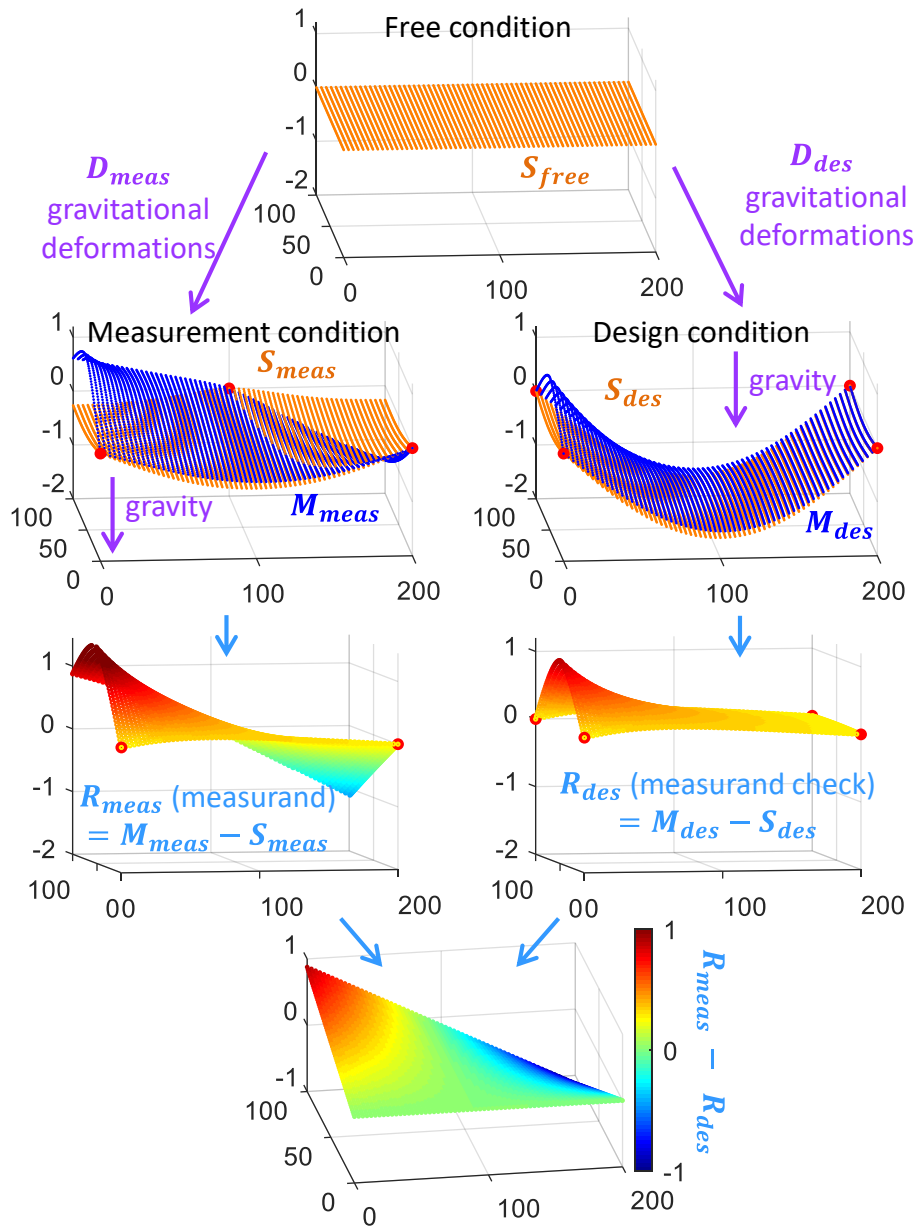 Free condition
1
0
-1
-2
100
50
0
0
100
200
S_free
D_meas
gravitational
deformations
D_des
gravitational
deformations
Measurement condition
1
0
-1
-2
100
50
0
0
100
200
S_meas
M_meas
gravity
Design condition
1
0
-1
-2
100
50
0
0
100
200
S_des
gravity
M_des
1
0
-1
-2
100
00
100
200
R_meas (measurand)
= M_meas − S_meas
1
0
-1
-2
100
00
100
200
R_des (measurand check)
= M_des − S_des
1
0
-1
100
50
0
0
100
200
1
0
-1
R_meas − R_des